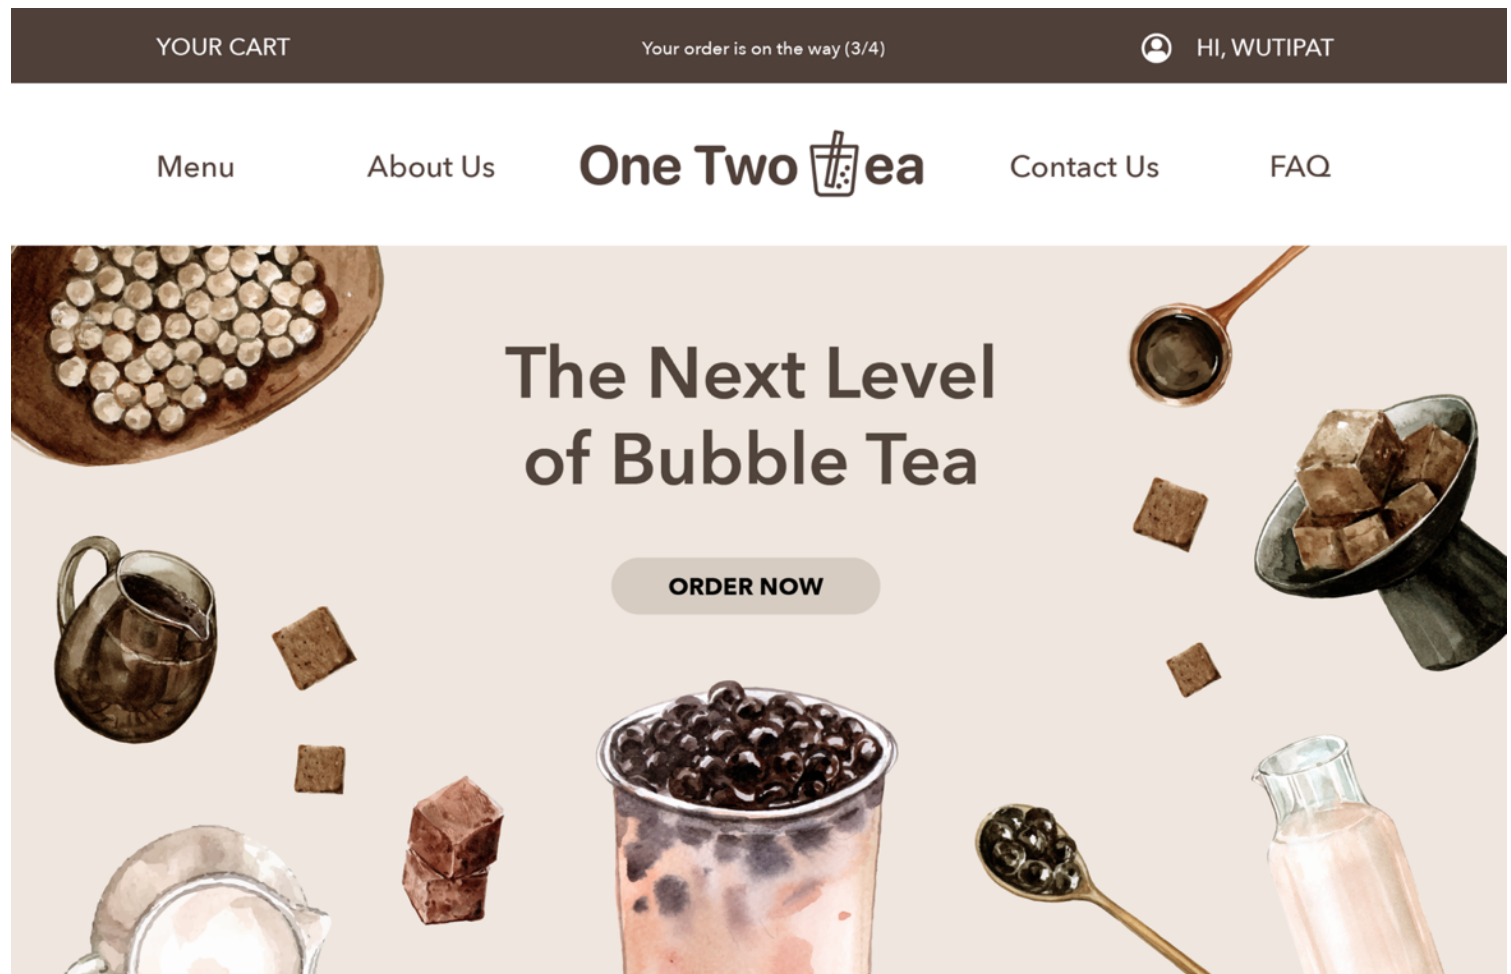 YOUR CART
Your order is on the way (3/4)
HI, WUTIPAT
Menu
About Us
One Two Tea
Contact Us
FAQ
The Next Level
of Bubble Tea
ORDER NOW